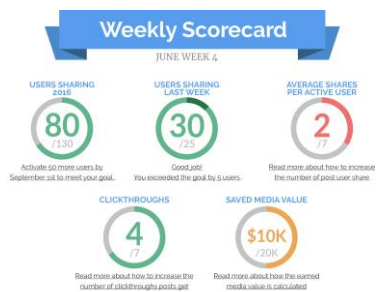 Weekly Scorecard
JUNE WEEK 4
USERS SHARING
2016
80
/130
Activate 50 more users by
September 1st to meet your goal.
USERS SHARING
LAST WEEK
30
/25
Good job!
You exceeded the goal by 5 users.
AVERAGE SHARES
PER ACTIVE USER
2
/7
Read more about how to increase
the number of post user share.
CLICKTHROUGHS
4
/7
Read more about how to increase the
number of clickthroughs posts get
SAVED MEDIA VALUE
$10K
/20K
Read more about how the earned
media value is calculated